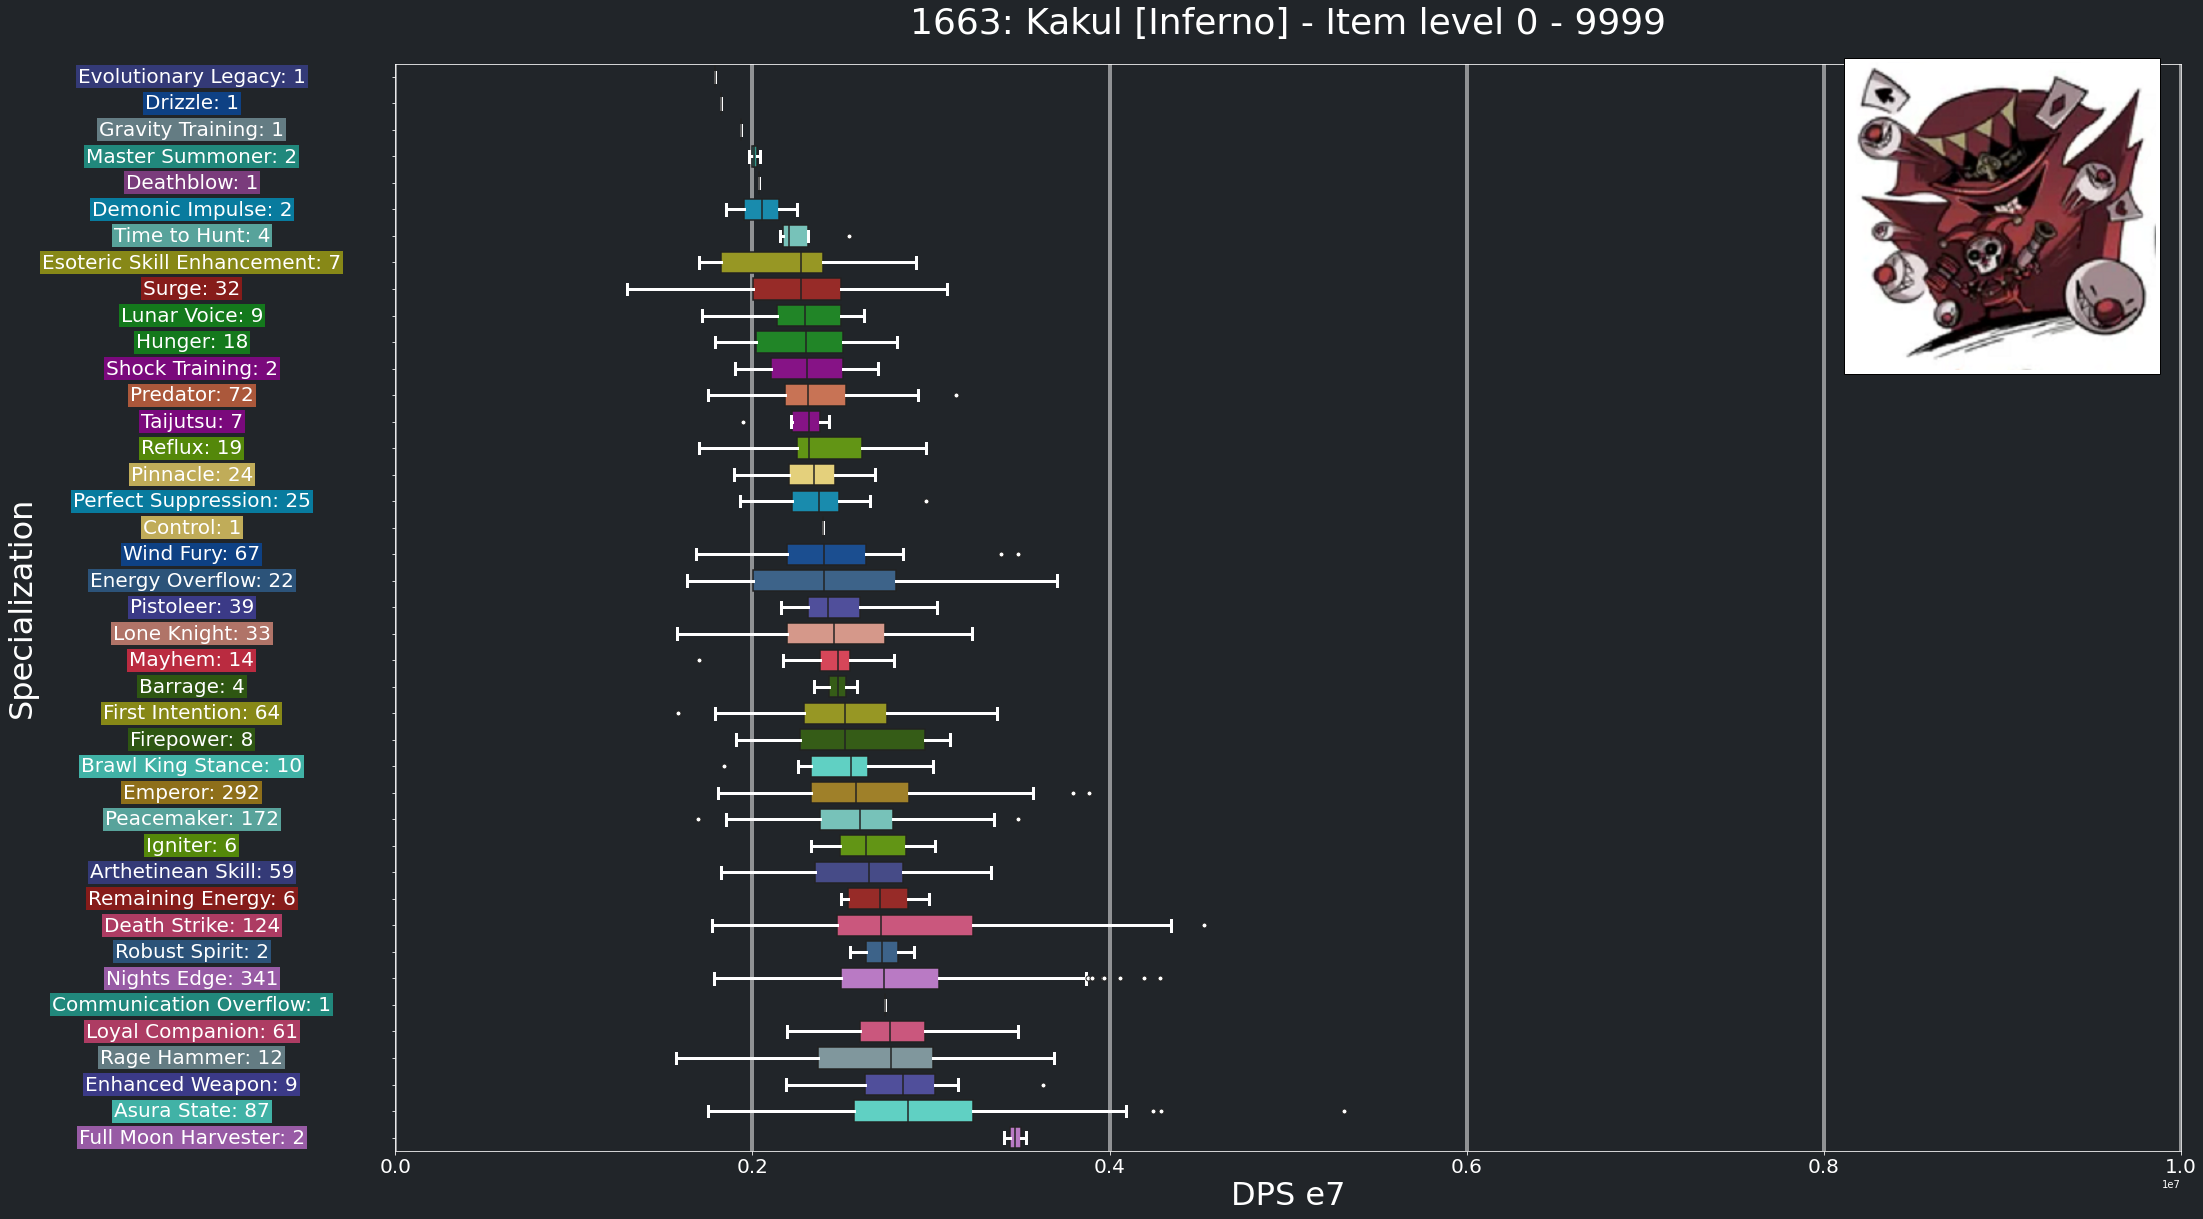 1663: Kakul [Inferno] - Item level 0 - 9999
Specialization
Evolutionary Legacy: 1
Drizzle: 1
Gravity Training: 1
Master Summoner: 2
Deathblow: 1
Demonic Impulse: 2
Time to Hunt: 4
Esoteric Skill Enhancement: 7
Surge: 32
Lunar Voice: 9
Hunger: 18
Shock Training: 2
Predator: 72
Taijutsu: 7
Reflux: 19
Pinnacle: 24
Perfect Suppression: 25
Control: 1
Wind Fury: 67
Energy Overflow: 22
Pistoleer: 39
Lone Knight: 33
Mayhem: 14
Barrage: 4
First Intention: 64
Firepower: 8
Brawl King Stance: 10
Emperor: 292
Peacemaker: 172
Igniter: 6
Arthetinean Skill: 59
Remaining Energy: 6
Death Strike: 124
Robust Spirit: 2
Nights Edge: 341
Communication Overflow: 1
Loyal Companion: 61
Rage Hammer: 12
Enhanced Weapon: 9
Asura State: 87
Full Moon Harvester: 2
0.0 0.2 0.4 0.6 0.8 1.0
1e7
DPS e7